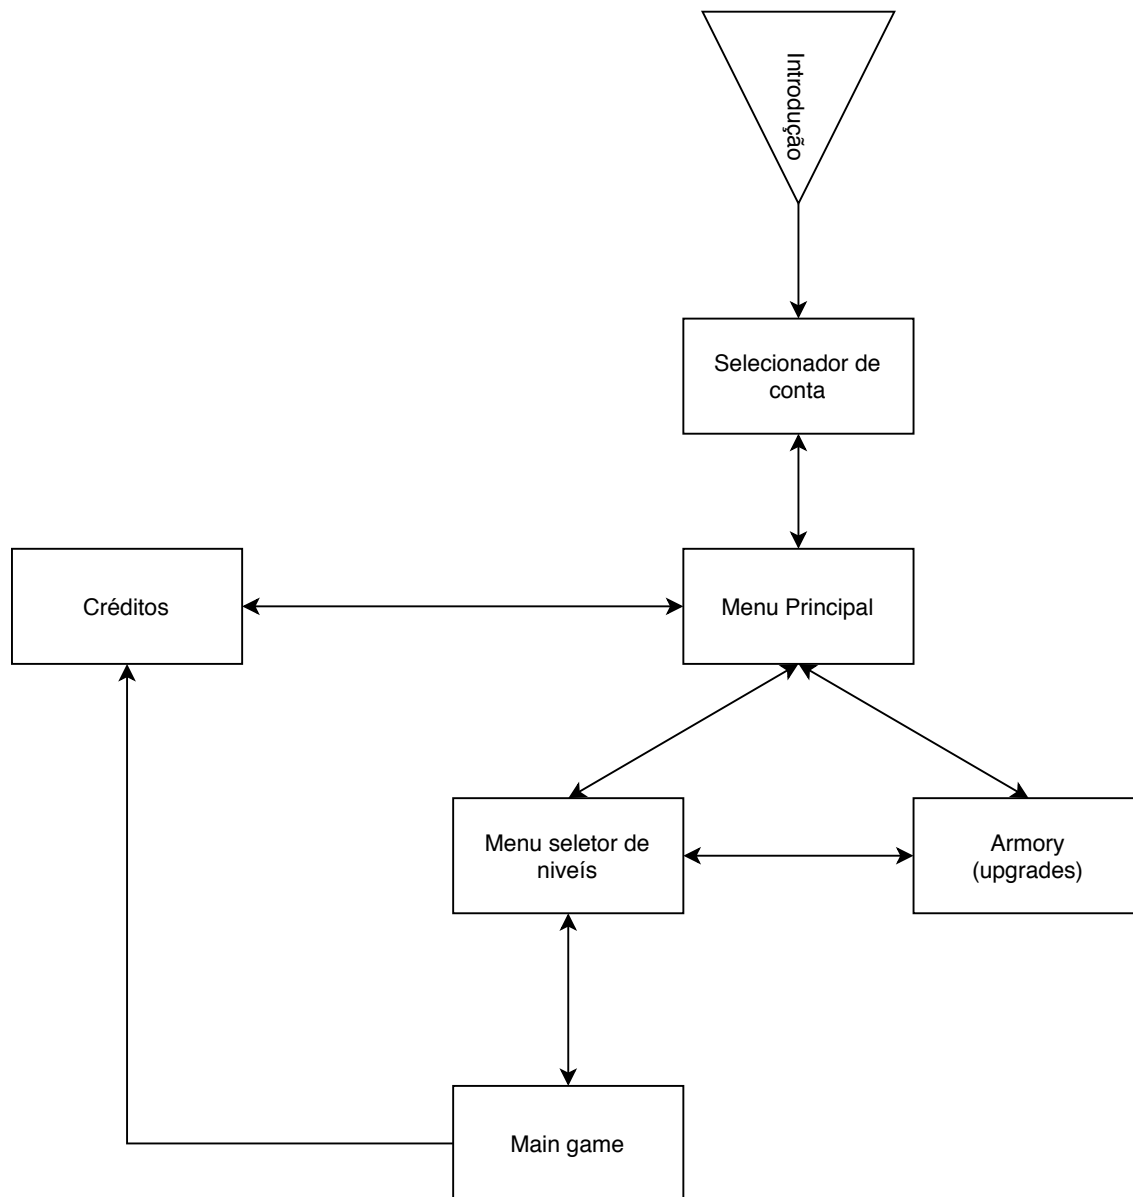 Introdução
Selecionador de
conta
Créditos
Menu Principal
Menu seletor de
niveís
Armory
(upgrades)
Main game